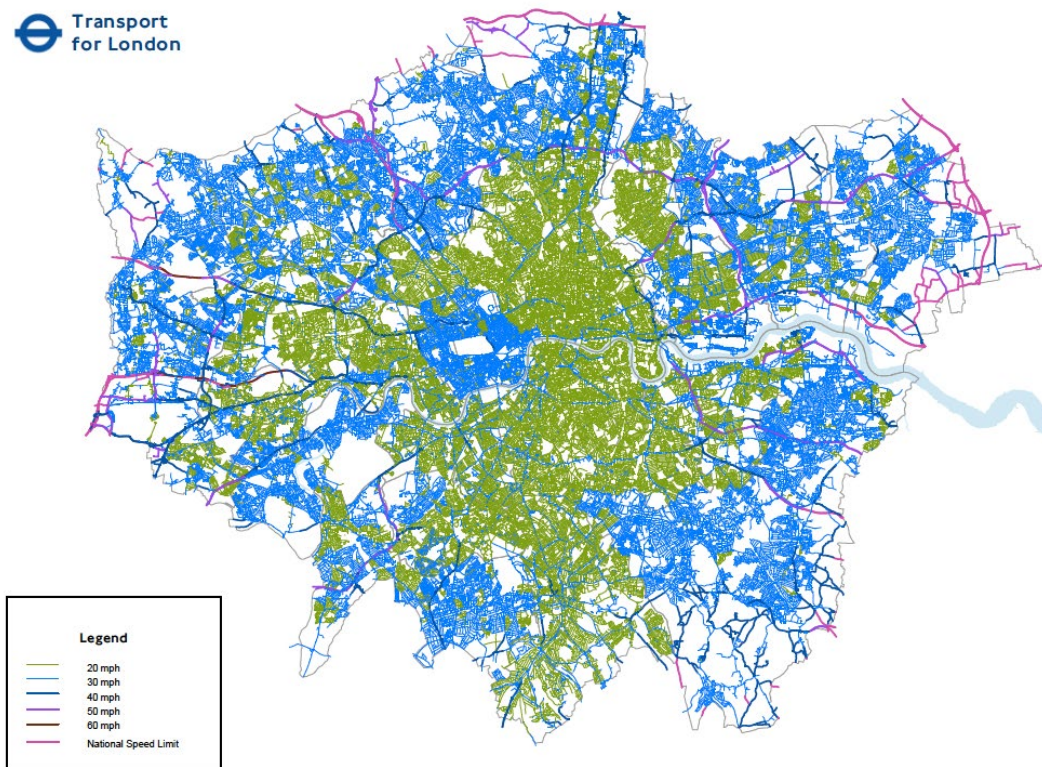 Transport
for London
Legend
20 mph
30 mph
40 mph
50 mph
60 mph
National Speed Limit